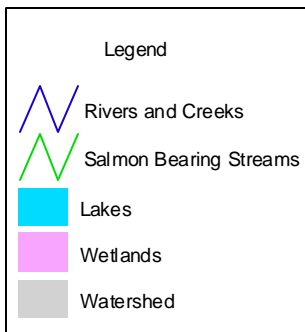 Legend
Rivers and Creeks
Salmon Bearing Streams
Lakes
Wetlands
Watershed